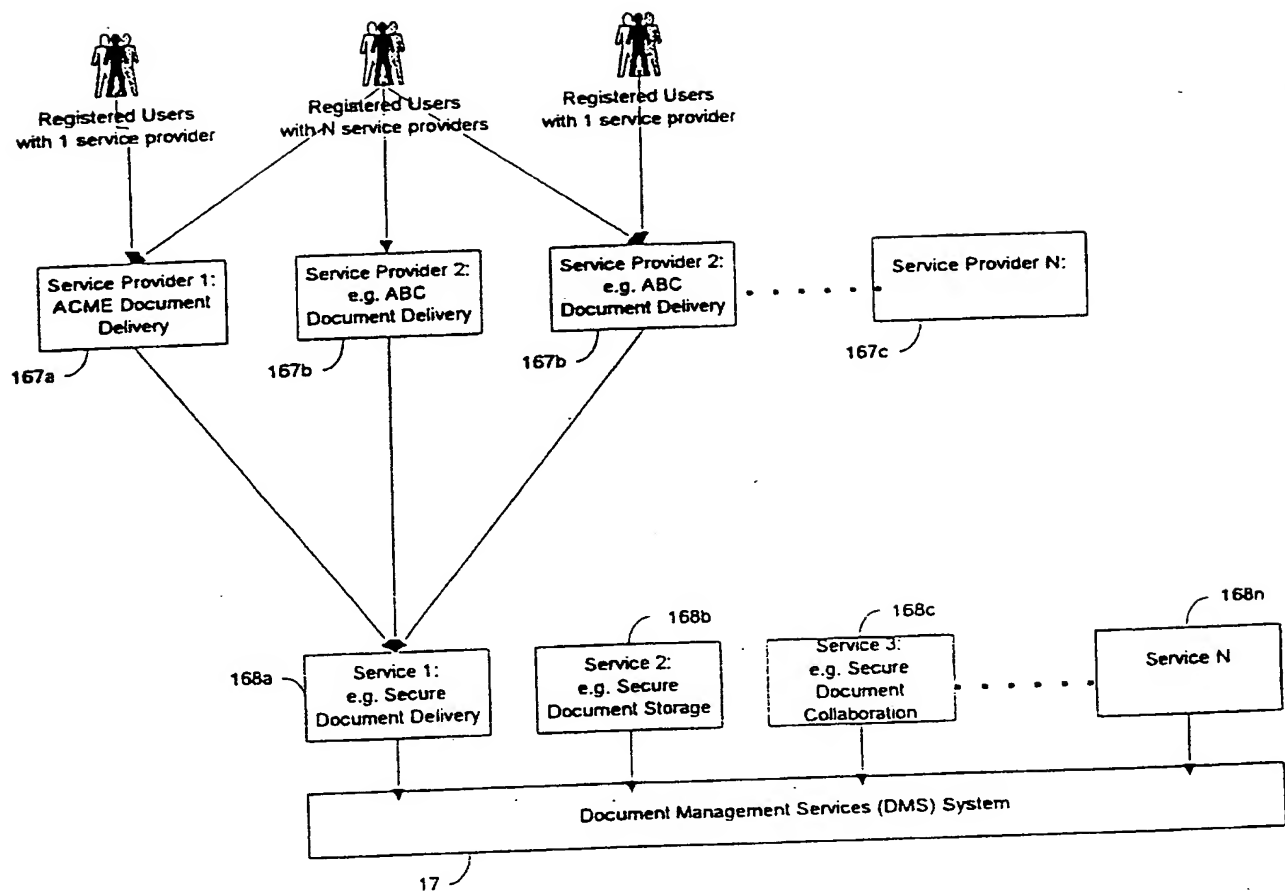 Registered Users
with 1 service provider
Registered Users
with N service providers
Registered Users
with 1 service provider
Service Provider 1:
ACME Document
Delivery
Service Provider 2:
e.g. ABC
Document Delivery
Service Provider 2:
e.g. ABC
Document Delivery
Service Provider N:
167a
167b
167b
167c
168a
168b
168c
168n
Service 1:
e.g. Secure
Document Delivery
Service 2:
e.g. Secure
Document Storage
Service 3:
e.g. Secure
Document
Collaboration
Service N
Document Management Services (DMS) System
17